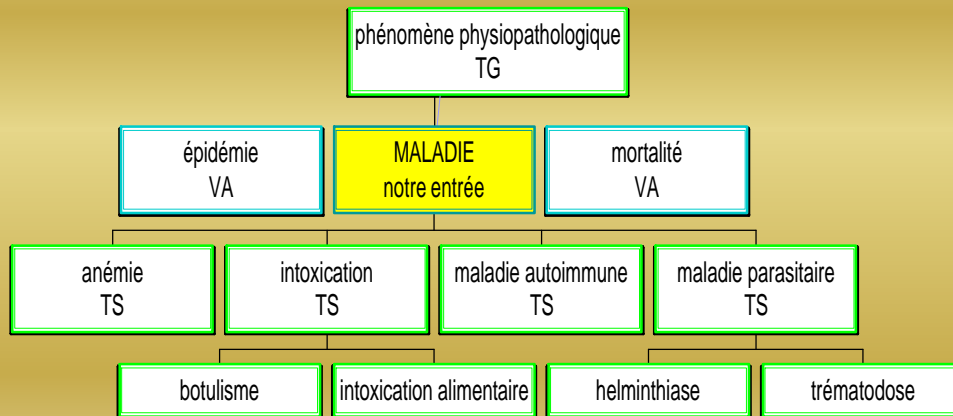 phénomène physiopathologique
TG
épidémie
VA
MALADIE
notre entrée
mortalité
VA
anémie
TS
intoxication
TS
maladie autoimmune
TS
maladie parasitaire
TS
botulisme
intoxication alimentaire
helminthiase
trématodose